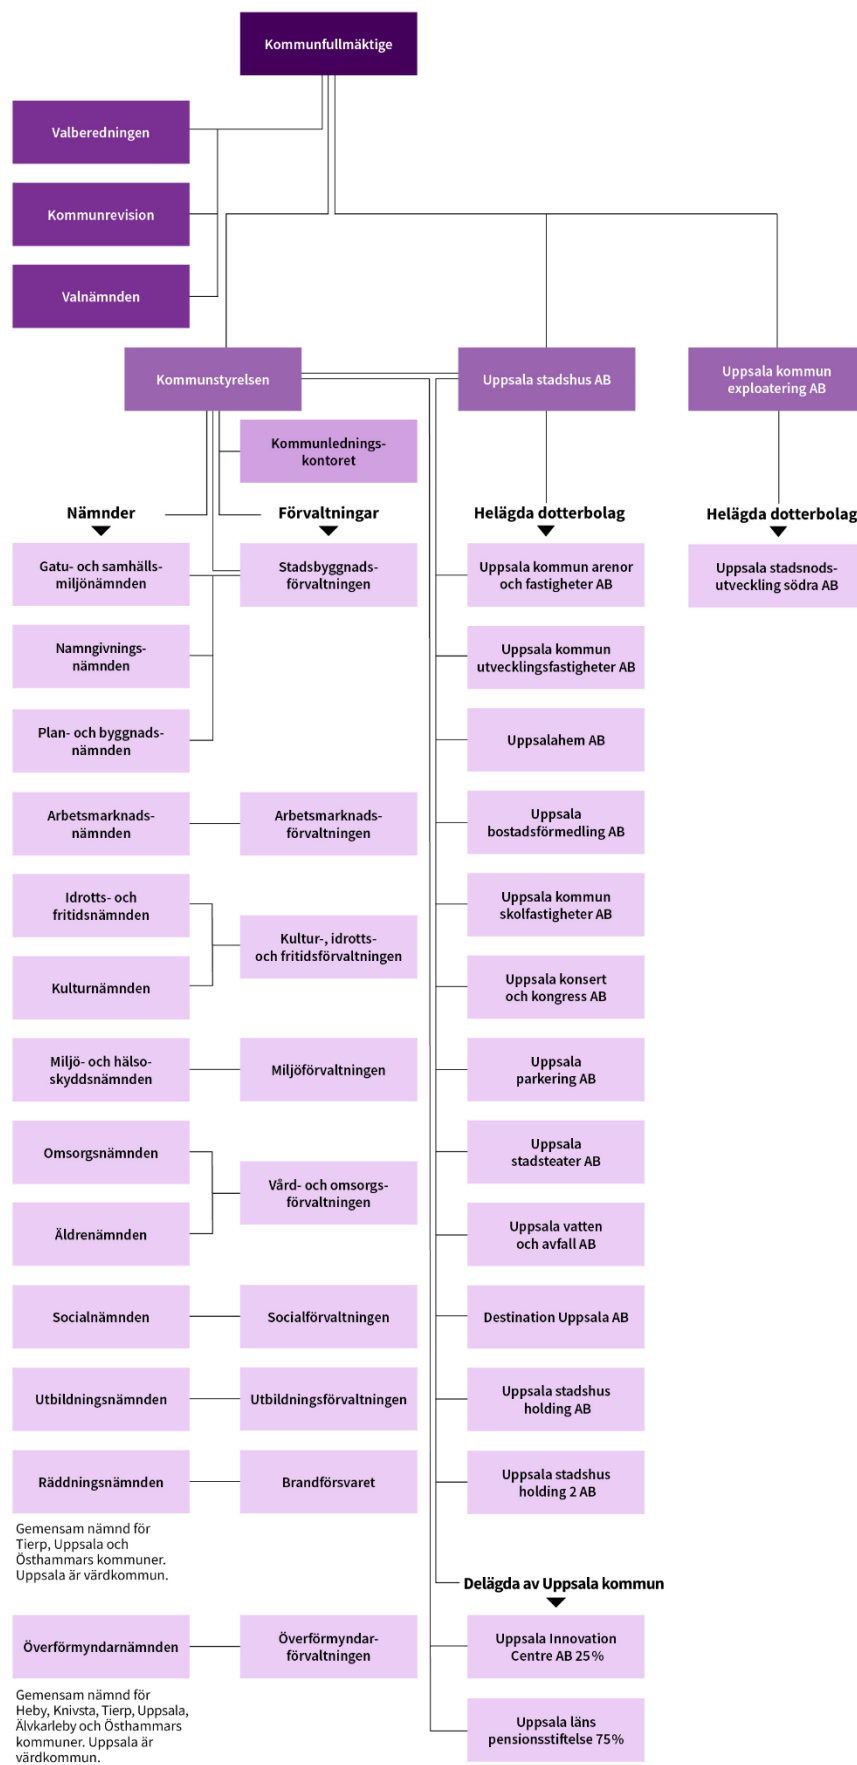 Kommunfullmäktige
Valberedningen
Kommunrevision
Valnämnden
Kommunstyrelsen
Uppsala stadshus AB
Uppsala kommun
exploatering AB
Kommunlednings-
kontoret
Nämnder
Förvaltningar
Helägda dotterbolag
Helägda dotterbolag
Gatu- och samhälls-
miljönämnden
Stadsbyggnads-
förvaltningen
Uppsala kommun arenor
och fastigheter AB
Uppsala stadsnods-
utveckling södra AB
Namngivnings-
nämnden
Uppsala kommun
utvecklingsfastigheter AB
Plan- och byggnads-
nämnden
Uppsalahem AB
Arbetsmarknads-
nämnden
Arbetsmarknads-
förvaltningen
Uppsala
bostadsförmedling AB
Idrotts- och
fritidsnämnden
Kultur-, idrotts-
och fritidsförvaltningen
Uppsala kommun
skolfastigheter AB
Kulturnämnden
Uppsala konsert
och kongress AB
Miljö- och hälso-
skyddsnämnden
Miljöförvaltningen
Uppsala
parkering AB
Omsorgsnämnden
Vård- och omsorgs-
förvaltningen
Uppsala
stadsteater AB
Äldrenämnden
Uppsala vatten
och avfall AB
Socialnämnden
Socialförvaltningen
Destination Uppsala AB
Utbildningsnämnden
Utbildningsförvaltningen
Uppsala stadshus
holding AB
Räddningsnämnden
Brandförsvaret
Uppsala stadshus
holding 2 AB
Gemensam nämnd för
Tierp, Uppsala och
Östhammars kommuner.
Uppsala är värdkommun.
Delägda av Uppsala kommun
Överförmyndarnämnden
Överförmyndar-
förvaltningen
Uppsala Innovation
Centre AB 25%
Gemensam nämnd för
Heby, Knivsta, Tierp, Uppsala,
Älvkarleby och Östhammars
kommuner. Uppsala är
värdkommun.
Uppsala läns
pensionsstiftelse 75%